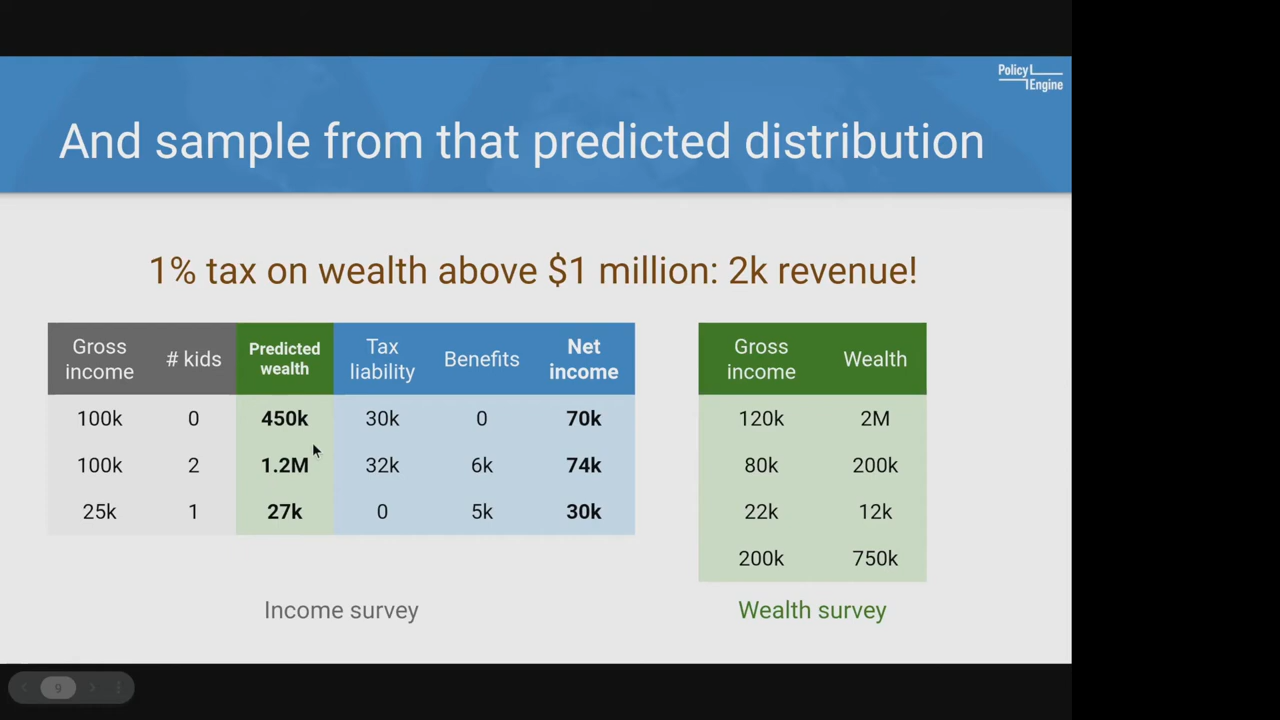 Policy
Engine
And sample from that predicted distribution
1% tax on wealth above $1 million: 2k revenue!
Gross income # kids Predicted wealth Tax liability Benefits Net income
100k 0 450k 30k 0 70k
100k 2 1.2M 32k 6k 74k
25k 1 27k 0 5k 30k
Income survey
Gross income Wealth
120k 2M
80k 200k
22k 12k
200k 750k
Wealth survey
9